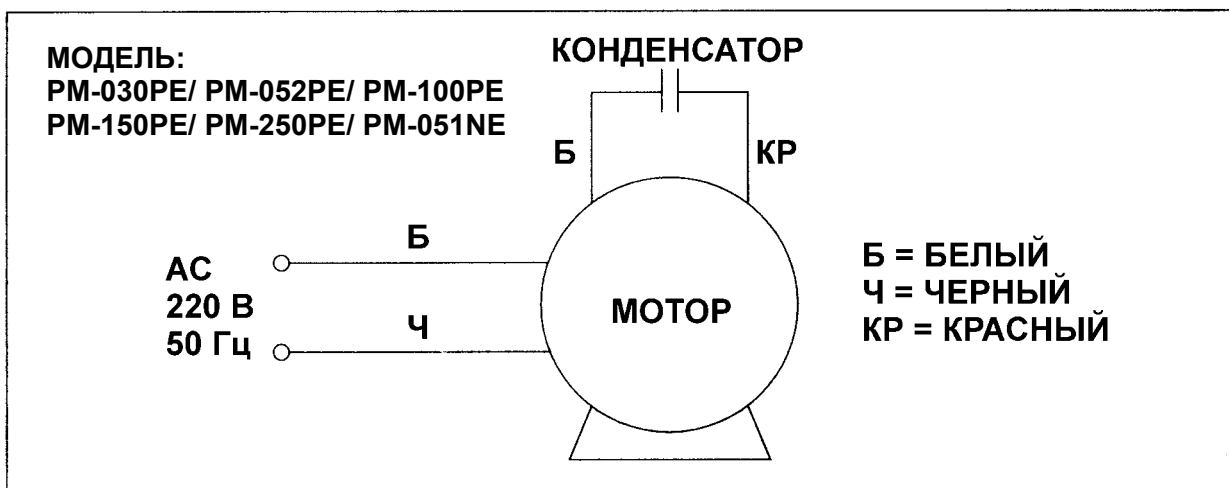 МОДЕЛЬ:
PM-030PE/ PM-052PE/ PM-100PE
PM-150PE/ PM-250PE/ PM-051NE
КОНДЕНСАТОР
Б
КР
Б
АС
220 В
50 Гц
Ч
МОТОР
Б = БЕЛЫЙ
Ч = ЧЕРНЫЙ
КР = КРАСНЫЙ